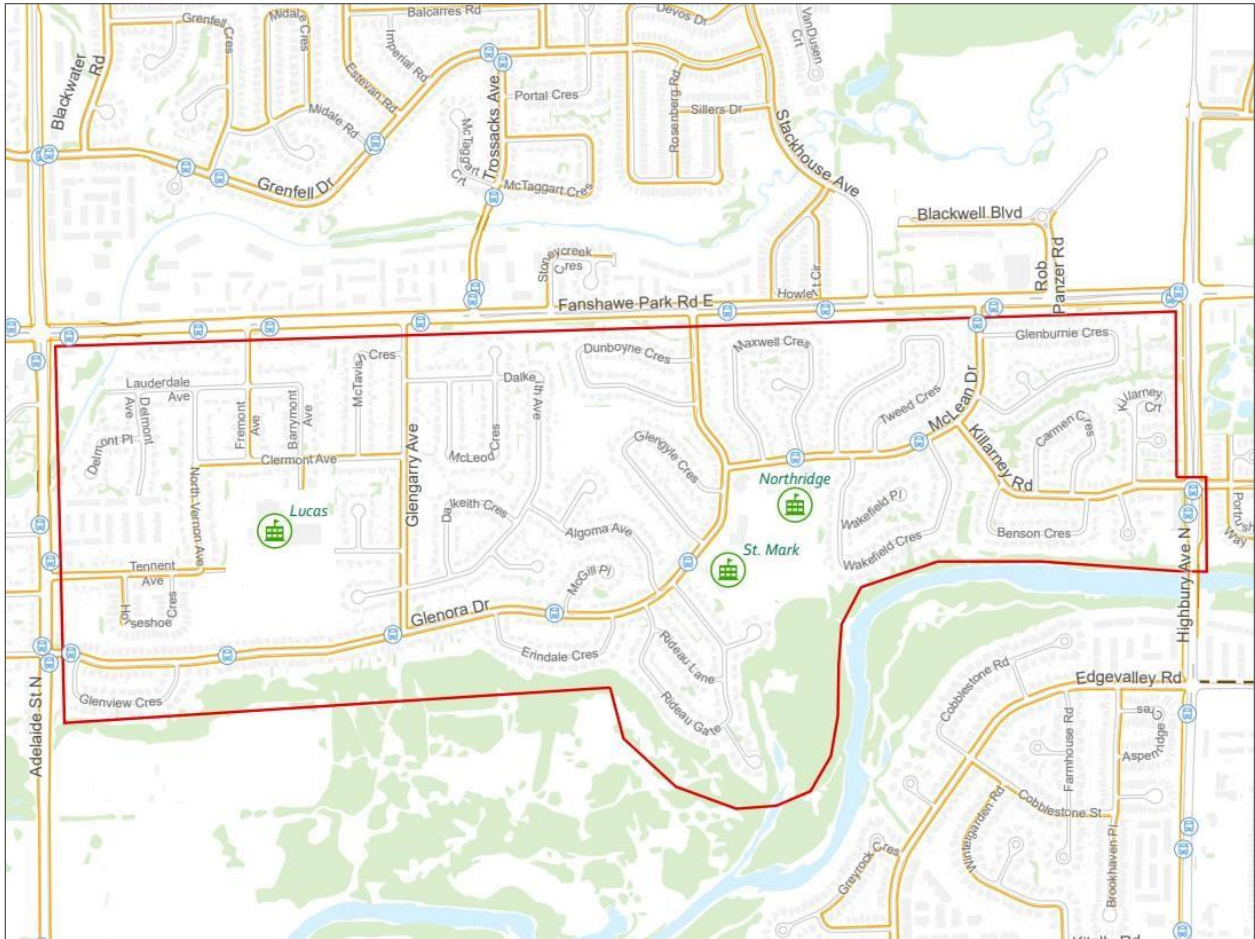 Balcarres Rd
Devos Dr
VanDusen
Crt
Grenfell Cres
Midale
Cres
Imperial Rd
Estevan Rd
Blackwater
Rd
Midale Rd
Grenfell Dr
Trossacks Ave
Portal Cres
McTaggart
Crt
McTaggart Cres
Rosenberg Rd
Sillers Dr
Stackhouse Ave
Blackwell Blvd
Rob
Panzer Rd
Stoneycreek
Cres
Howlett Cir
Fanshawe Park Rd E
Glenburnie Cres
Maxwell Cres
Dunboyne Cres
McTavish Cres
Lauderdale
Ave
Delmont
Ave
Delmont Pl
Fremont
Ave
Barrymont
Ave
Dalkeith Ave
Tweed Cres
McLean Dr
Killarney
Crt
Carmen Cres
Killarney Rd
Clermont Ave
McLeod Cres
Glengyle Cres
Glengarry Ave
North Vernon Ave
Northridge
Lucas
Dalkeith Cres
Algoma Ave
Wakefield Pl
Wakefield Cres
Benson Cres
Portrush
Way
Highbury Ave N
St. Mark
Tennent
Ave
Horseshoe
Cres
McGill Pl
Glenora Dr
Erindale Cres
Rideau Lane
Rideau Gate
Glenview Cres
Adelaide St N
Edgevalley Rd
Cobblestone Rd
Farmhouse Rd
Aspenridge Cres
Cobblestone St
Wintergarden Rd
Brookhaven Pl
Greyrock Cres